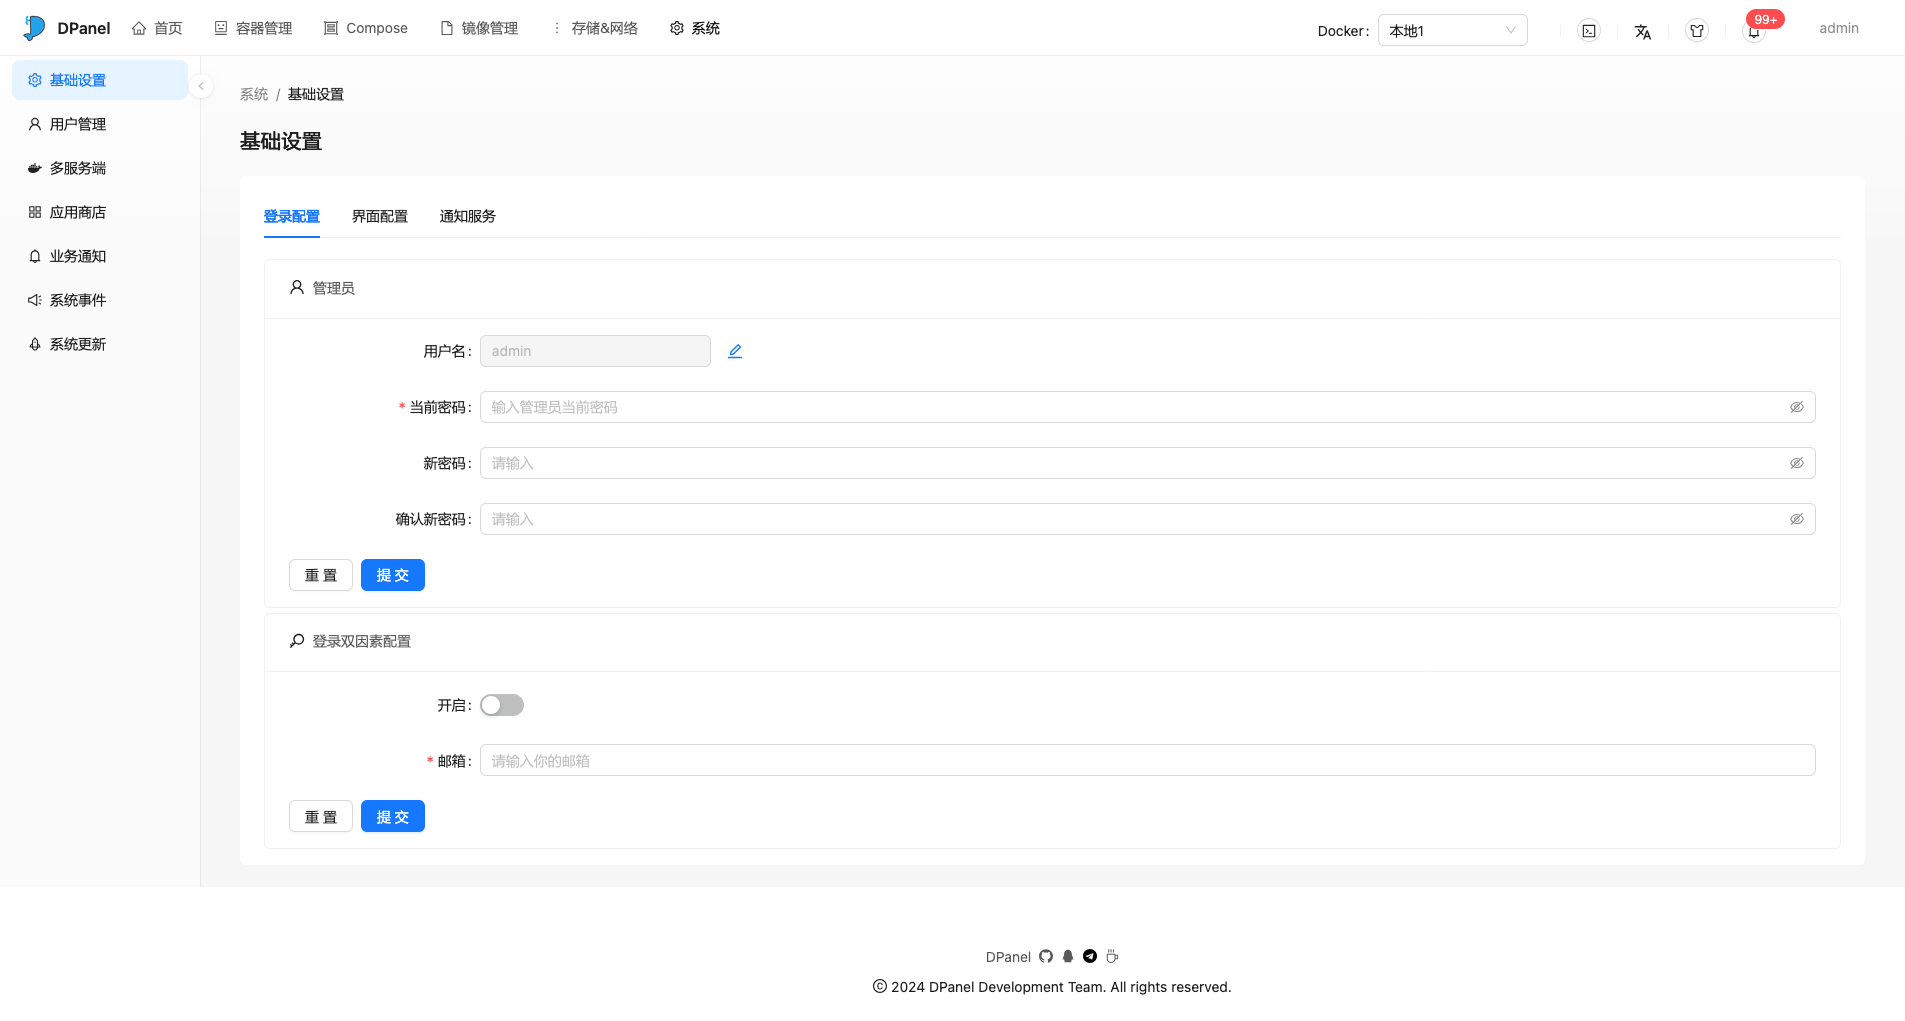 DPanel 首页 容器管理 Compose 镜像管理 存储&网络 系统 Docker: 本地1 99+ admin
基础设置
用户管理
多服务端
应用商店
业务通知
系统事件
系统更新
系统 / 基础设置
基础设置
登录配置 界面配置 通知服务
管理员
用户名: admin
* 当前密码: 输入管理员当前密码
新密码: 请输入
确认新密码: 请输入
重 置 提 交
登录双因素配置
开启:
* 邮箱: 请输入你的邮箱
重 置 提 交
DPanel
© 2024 DPanel Development Team. All rights reserved.